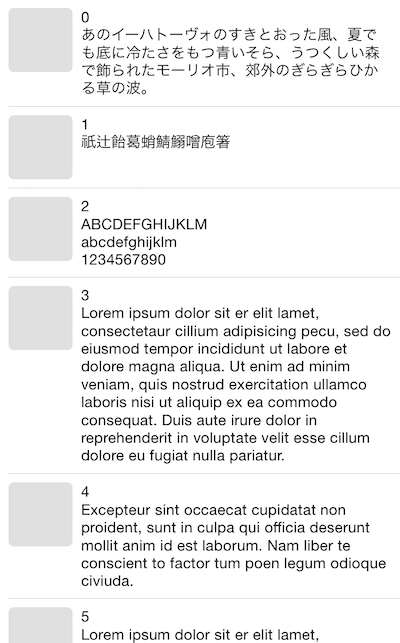 0
あのイーハトーヴォのすきとおった風、夏で
も底に冷たさをもつ青いそら、うつくしい森
で飾られたモーリオ市、郊外のぎらぎらひか
る草の波。
1
祇辻飴葛蛸鯖鰯噌庖箸
2
ABCDEFGHIJKLM
abcdefghijklm
1234567890
3
Lorem ipsum dolor sit er elit lamet,
consectetaur cillium adipisicing pecu, sed do
eiusmod tempor incididunt ut labore et
dolore magna aliqua. Ut enim ad minim
veniam, quis nostrud exercitation ullamco
laboris nisi ut aliquip ex ea commodo
consequat. Duis aute irure dolor in
reprehenderit in voluptate velit esse cillum
dolore eu fugiat nulla pariatur.
4
Excepteur sint occaecat cupidatat non
proident, sunt in culpa qui officia deserunt
mollit anim id est laborum. Nam liber te
conscient to factor tum poen legum odioque
civiuda.
5
Lorem ipsum dolor sit er elit lamet,